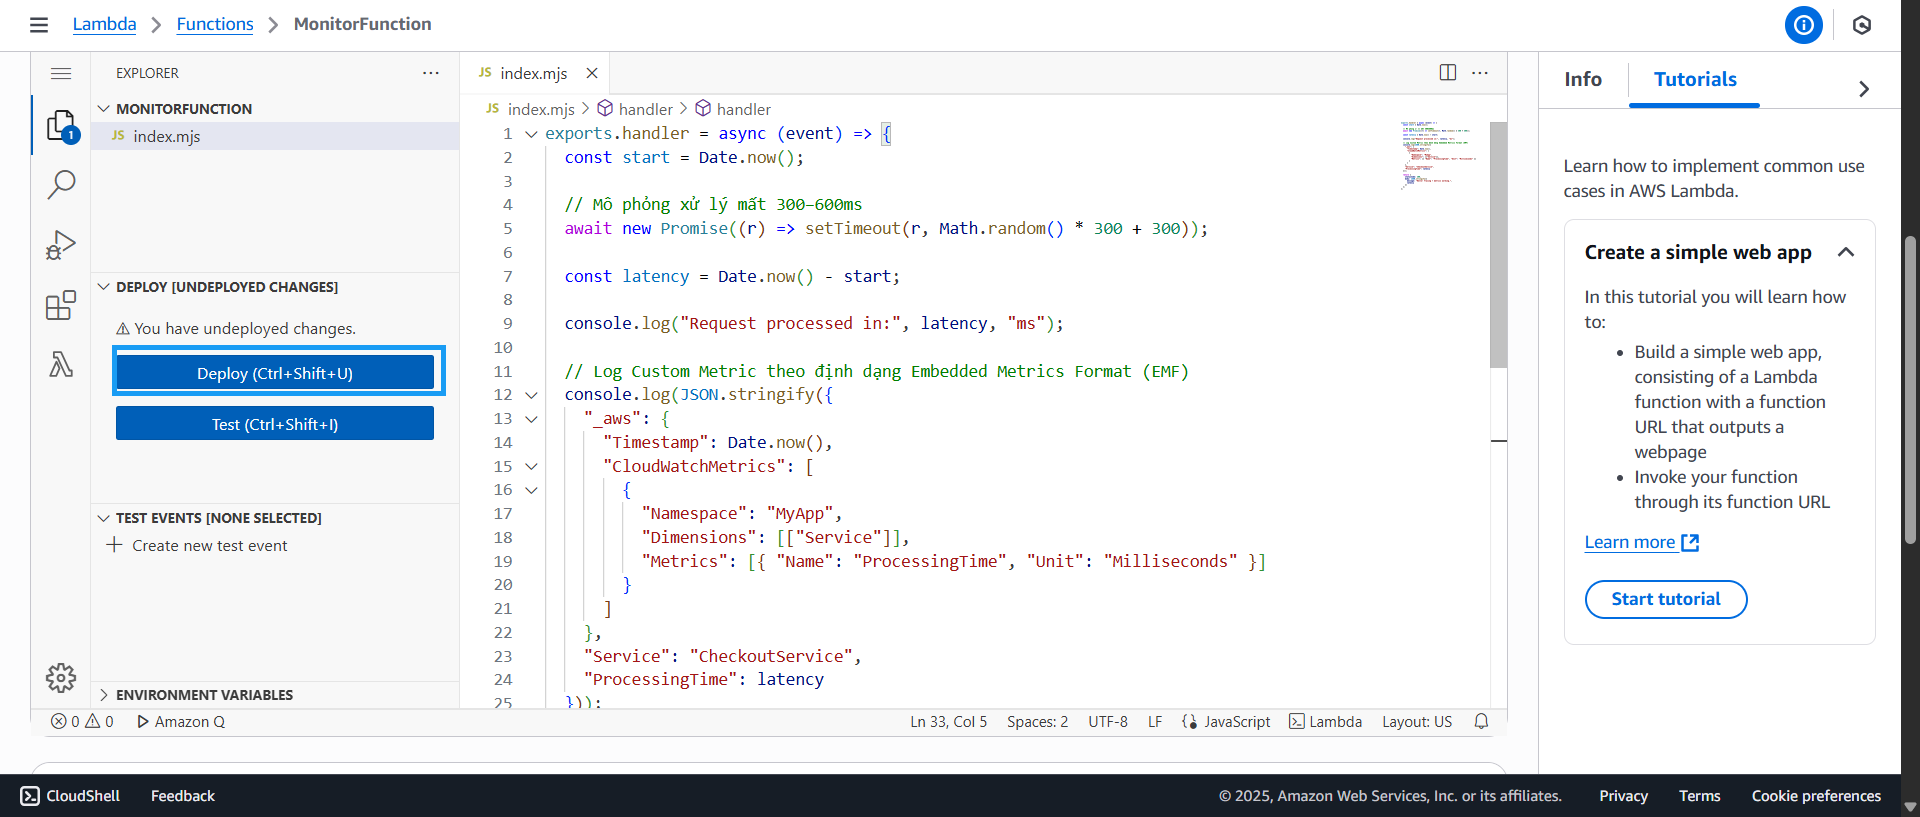 Lambda > Functions > MonitorFunction
EXPLORER
MONITORFUNCTION
JS index.mjs
1
DEPLOY [UNDEPLOYED CHANGES]
You have undeployed changes.
Deploy (Ctrl+Shift+U)
Test (Ctrl+Shift+I)
TEST EVENTS [NONE SELECTED]
Create new test event
ENVIRONMENT VARIABLES
JS index.mjs
JS index.mjs > handler > handler
1 exports.handler = async (event) => {
2 const start = Date.now();
3
4 // Mô phỏng xử lý mất 300–600ms
5 await new Promise((r) => setTimeout(r, Math.random() * 300 + 300));
6
7 const latency = Date.now() - start;
8
9 console.log("Request processed in:", latency, "ms");
10
11 // Log Custom Metric theo định dạng Embedded Metrics Format (EMF)
12 console.log(JSON.stringify({
13 "_aws": {
14 "Timestamp": Date.now(),
15 "CloudWatchMetrics": [
16 {
17 "Namespace": "MyApp",
18 "Dimensions": [["Service"]],
19 "Metrics": [{ "Name": "ProcessingTime", "Unit": "Milliseconds" }]
20 }
21 ]
22 },
23 "Service": "CheckoutService",
24 "ProcessingTime": latency
25 }));
0 0 Amazon Q
Ln 33, Col 5 Spaces: 2 UTF-8 LF JavaScript Lambda Layout: US
Info
Tutorials
Learn how to implement common use
cases in AWS Lambda.
Create a simple web app
In this tutorial you will learn how
to:
• Build a simple web app,
consisting of a Lambda
function with a function
URL that outputs a
webpage
• Invoke your function
through its function URL
Learn more
Start tutorial
CloudShell Feedback
© 2025, Amazon Web Services, Inc. or its affiliates. Privacy Terms Cookie preferences